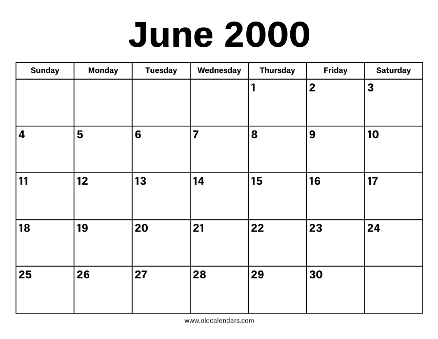 June 2000
Sunday Monday Tuesday Wednesday Thursday Friday Saturday
1 2 3
4 5 6 7 8 9 10
11 12 13 14 15 16 17
18 19 20 21 22 23 24
25 26 27 28 29 30
www.olccalendars.com